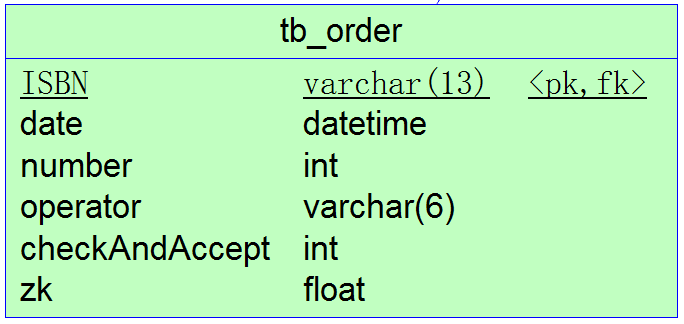 tb_order
ISBN varchar(13) <pk,fk>
date datetime
number int
operator varchar(6)
checkAndAccept int
zk float